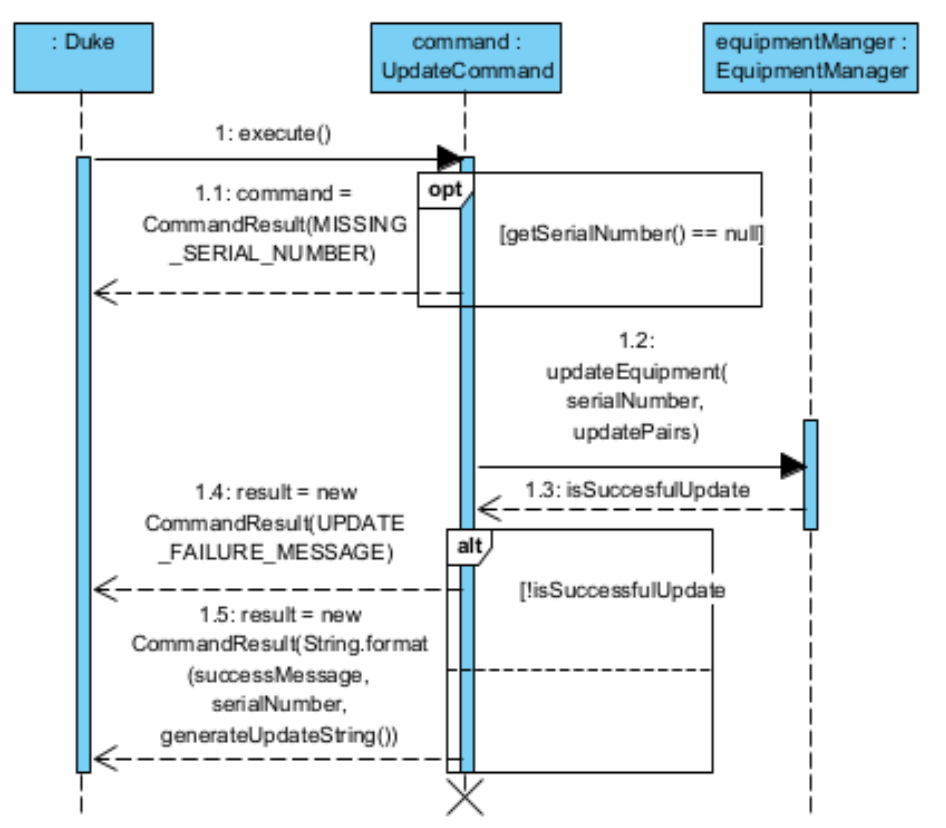 : Duke
command :
UpdateCommand
equipmentManger :
EquipmentManager
1: execute()
opt
1.1: command =
CommandResult(MISSING
_SERIAL_NUMBER)
[getSerialNumber() == null]
1.2:
updateEquipment(
serialNumber,
updatePairs)
1.3: isSuccesfulUpdate
1.4: result = new
CommandResult(UPDATE
_FAILURE_MESSAGE)
alt
[!isSuccessfulUpdate
1.5: result = new
CommandResult(String.format
(successMessage,
serialNumber,
generateUpdateString())